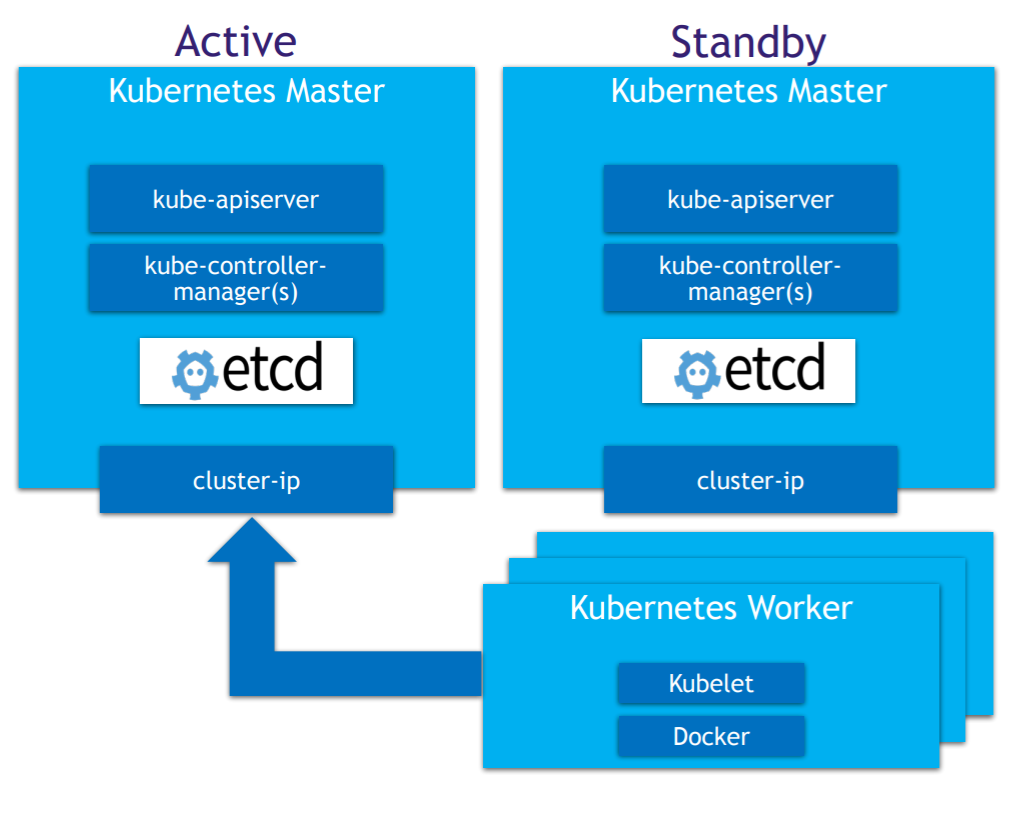 Active
Kubernetes Master
kube-apiserver
kube-controller-
manager(s)
etcd
cluster-ip
Standby
Kubernetes Master
kube-apiserver
kube-controller-
manager(s)
etcd
cluster-ip
Kubernetes Worker
Kubelet
Docker